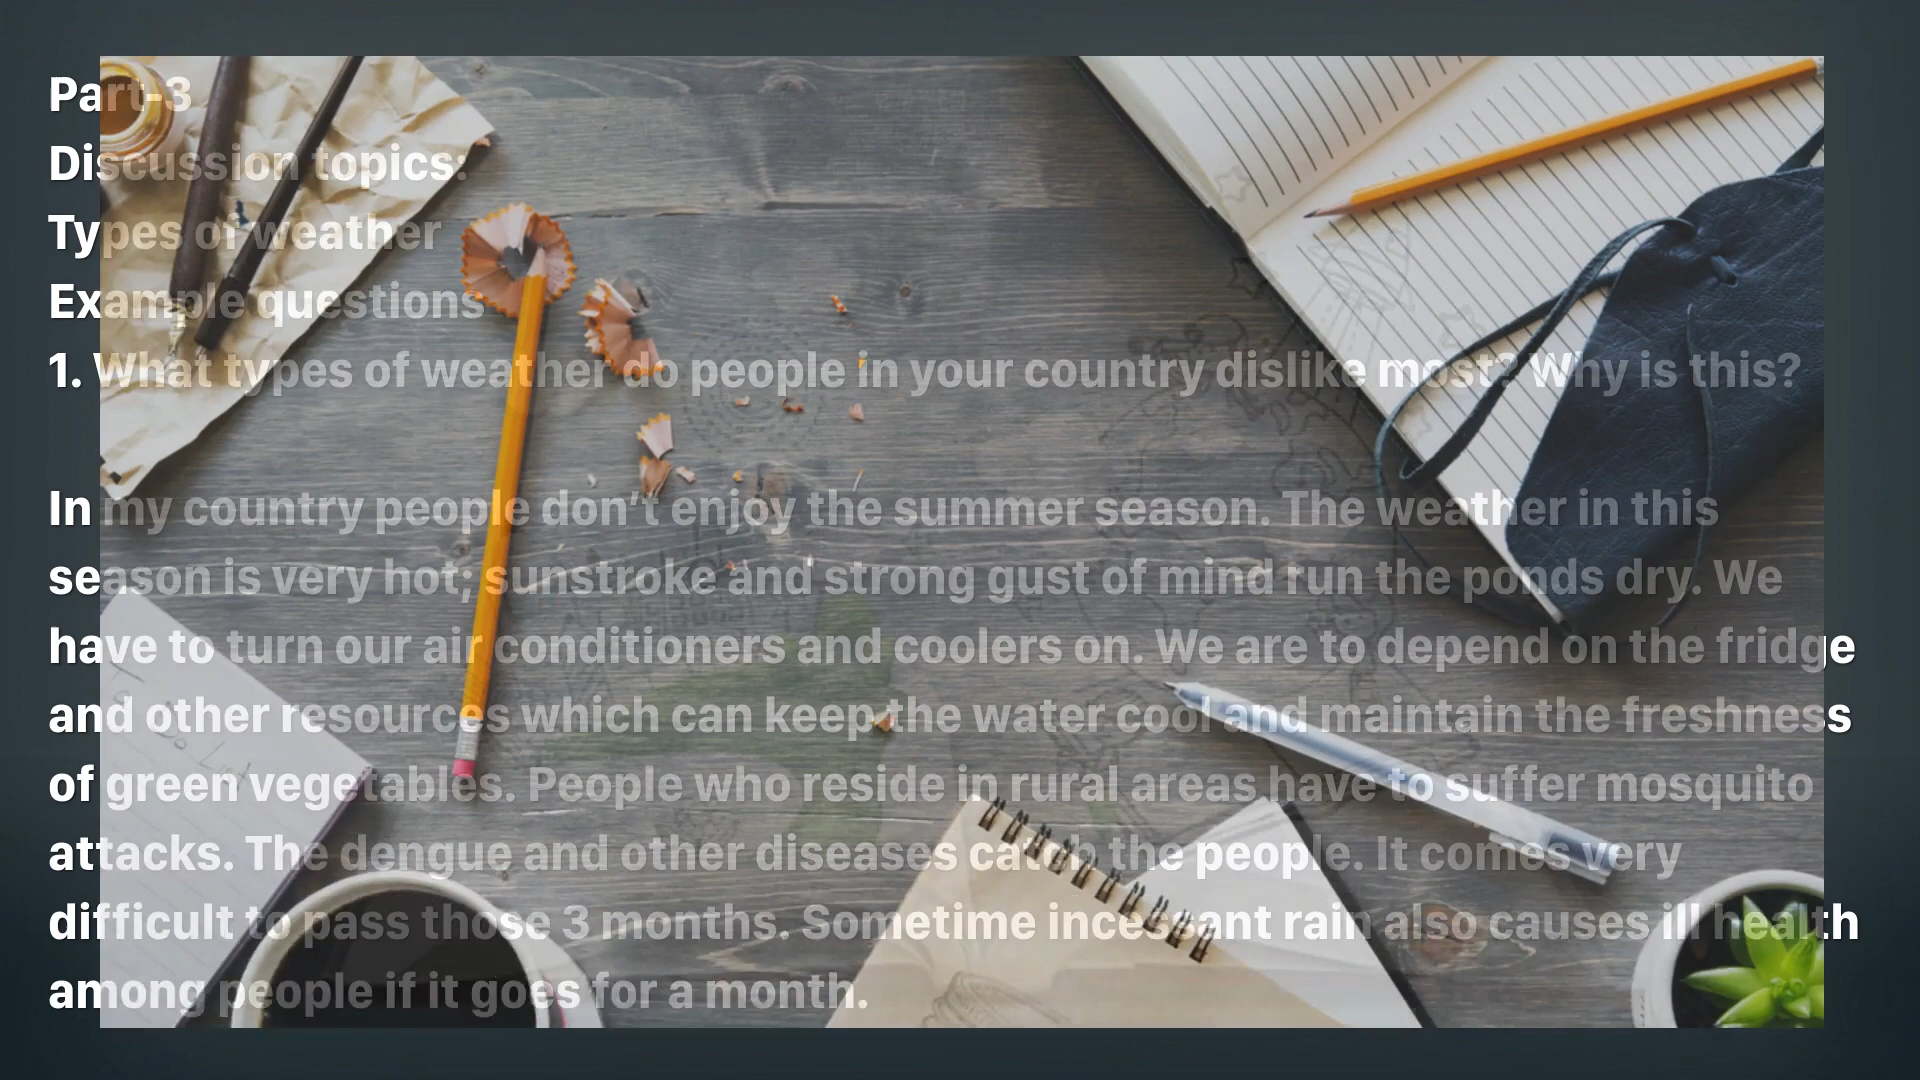 Part-3
Discussion topics:
Types of weather
Example questions
1. What types of weather do people in your country dislike most? Why is this?
In my country people don’t enjoy the summer season. The weather in this
season is very hot; sunstroke and strong gust of mind run the ponds dry. We
have to turn our air conditioners and coolers on. We are to depend on the fridge
and other resources which can keep the water cool and maintain the freshness
of green vegetables. People who reside in rural areas have to suffer mosquito
attacks. The dengue and other diseases catch the people. It comes very
difficult to pass those 3 months. Sometime incessant rain also causes ill health
among people if it goes for a month.
To Do List